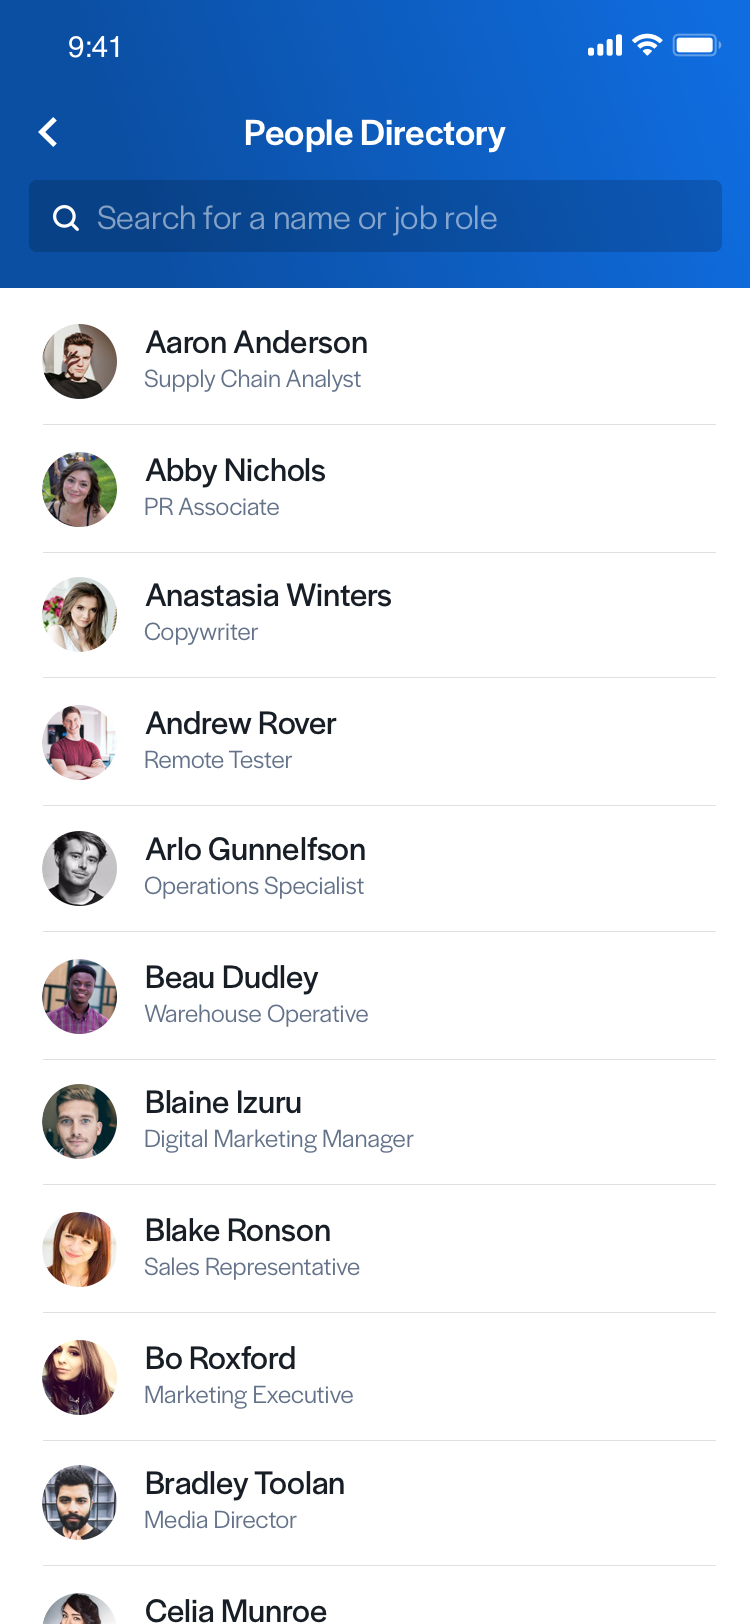 9:41
People Directory
Search for a name or job role
Aaron Anderson
Supply Chain Analyst
Abby Nichols
PR Associate
Anastasia Winters
Copywriter
Andrew Rover
Remote Tester
Arlo Gunnelfson
Operations Specialist
Beau Dudley
Warehouse Operative
Blaine Izuru
Digital Marketing Manager
Blake Ronson
Sales Representative
Bo Roxford
Marketing Executive
Bradley Toolan
Media Director
Celia Munroe